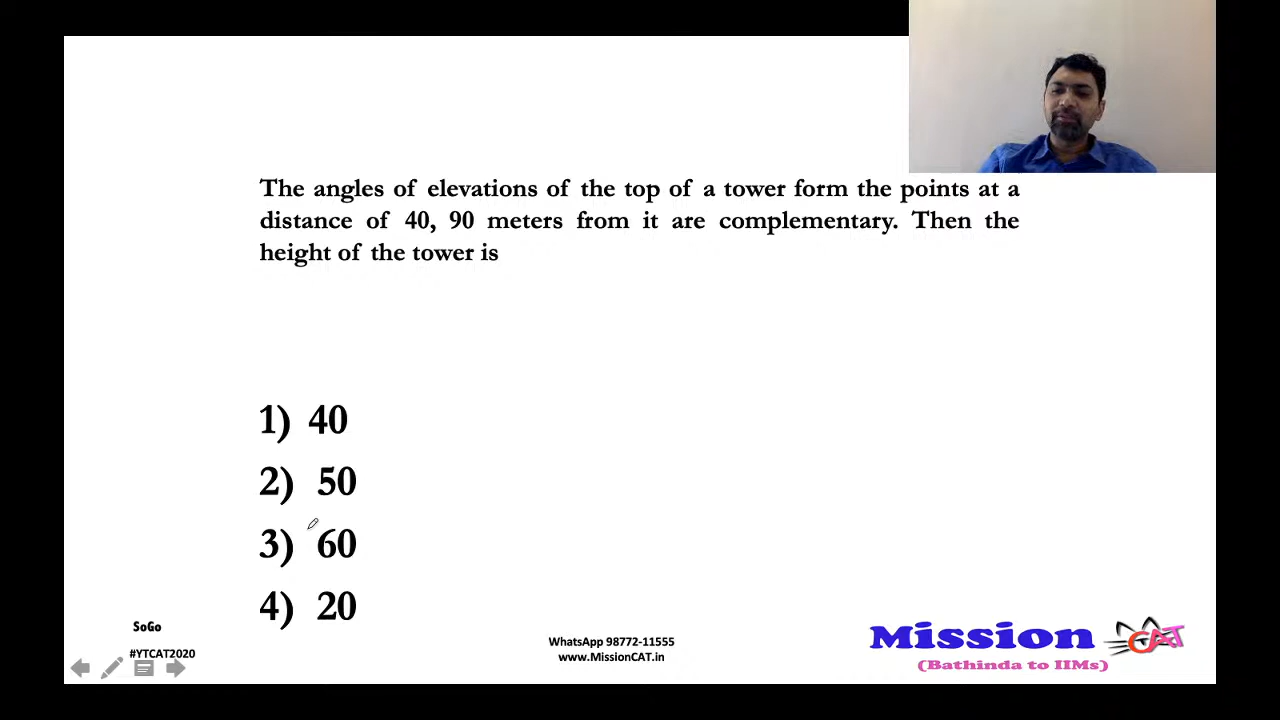 The angles of elevations of the top of a tower form the points at a
distance of 40, 90 meters from it are complementary. Then the
height of the tower is
1) 40
2) 50
3) 60
4) 20
SoGo
#YTCAT2020
WhatsApp 98772-11555
www.MissionCAT.in
Mission CAT
(Bathinda to IIMs)